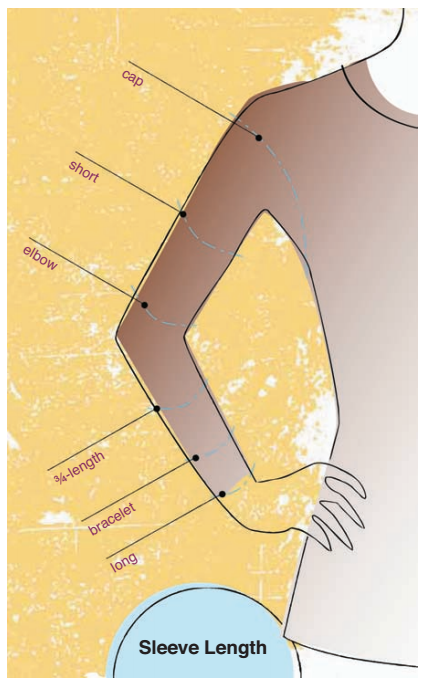 cap
short
elbow
¾-length
bracelet
long
Sleeve Length